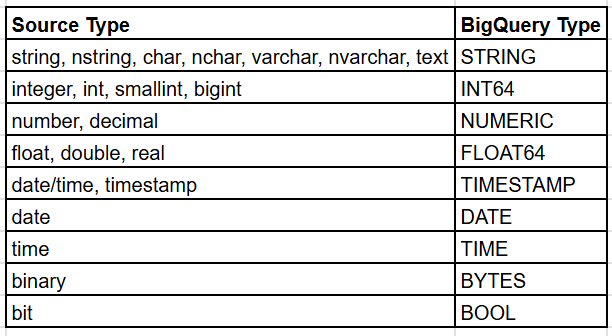 Source Type BigQuery Type
string, nstring, char, nchar, varchar, nvarchar, text STRING
integer, int, smallint, bigint INT64
number, decimal NUMERIC
float, double, real FLOAT64
date/time, timestamp TIMESTAMP
date DATE
time TIME
binary BYTES
bit BOOL